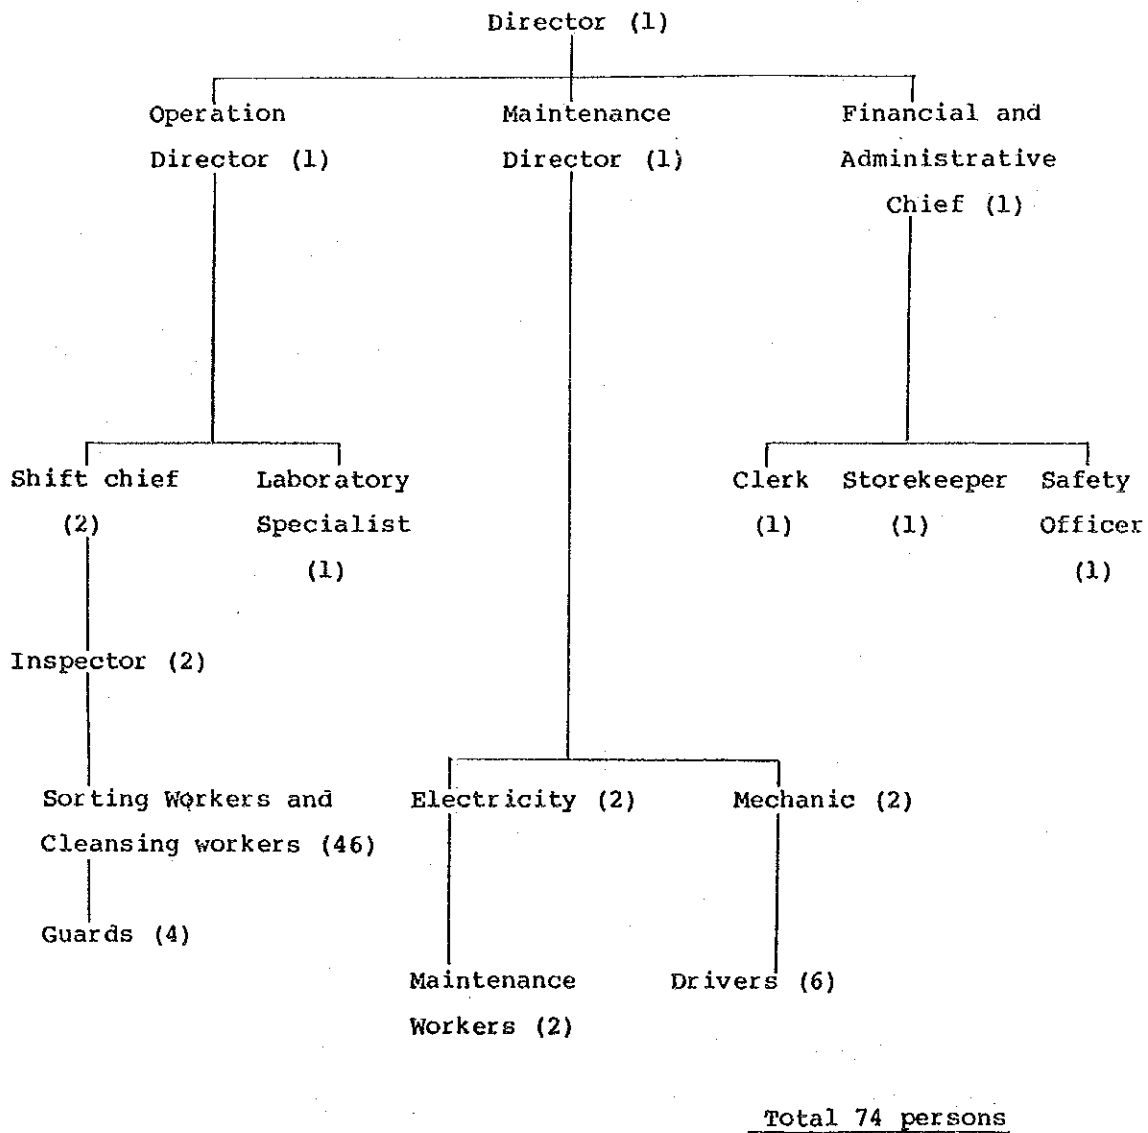 Director (1)
Operation
Director (1)
Maintenance
Director (1)
Financial and
Administrative
Chief (1)
Shift chief
(2)
Laboratory
Specialist
(1)
Clerk
(1)
Storekeeper
(1)
Safety
Officer
(1)
Inspector (2)
Sorting Workers and
Cleansing workers (46)
Guards (4)
Electricity (2)
Mechanic (2)
Maintenance
Workers (2)
Drivers (6)
Total 74 persons